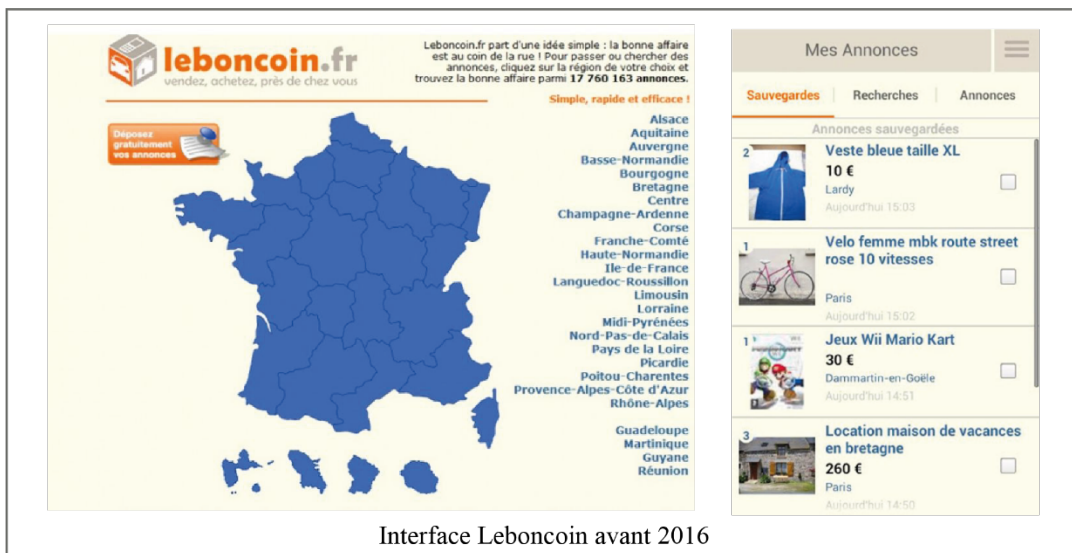 leboncoin.fr
vendez, achetez, près de chez vous
Leboncoin.fr part d'une idée simple : la bonne affaire
est au coin de la rue ! Pour passer ou chercher des
annonces, cliquez sur la région de votre choix et
trouvez la bonne affaire parmi 17 760 163 annonces.
Simple, rapide et efficace !
Déposez
gratuitement
vos annonces
Alsace
Aquitaine
Auvergne
Basse-Normandie
Bourgogne
Bretagne
Centre
Champagne-Ardenne
Corse
Franche-Comté
Haute-Normandie
Ile-de-France
Languedoc-Roussillon
Limousin
Lorraine
Midi-Pyrénées
Nord-Pas-de-Calais
Pays de la Loire
Picardie
Poitou-Charentes
Provence-Alpes-Côte d'Azur
Rhône-Alpes
Guadeloupe
Martinique
Guyane
Réunion
Mes Annonces
Sauvegardes Recherches Annonces
Annonces sauvegardées
2
Veste bleue taille XL
10 €
Lardy
Aujourd'hui 15:03
1
Velo femme mbk route street
rose 10 vitesses
Paris
Aujourd'hui 15:02
1
Jeux Wii Mario Kart
30 €
Dammartin-en-Goële
Aujourd'hui 14:51
3
Location maison de vacances
en bretagne
260 €
Paris
Aujourd'hui 14:50
Interface Leboncoin avant 2016